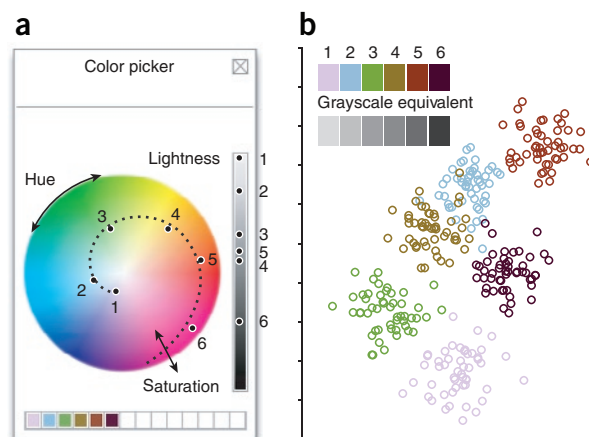 a
Color picker
Lightness
Hue
1
2
3
5
4
6
3
4
5
2
1
6
Saturation
b
1 2 3 4 5 6
Grayscale equivalent